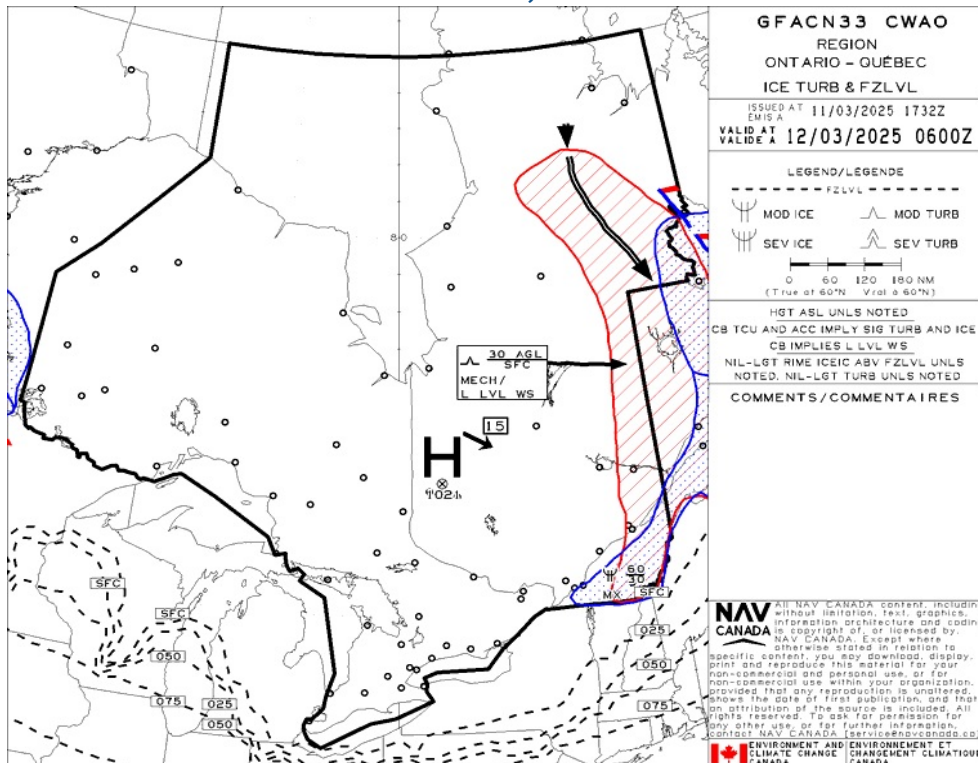 GFACN33 CWAO
REGION
ONTARIO - QUÉBEC
ICE TURB & FZLVL
ISSUED AT 11/03/2025 1732Z
ÉMIS A
VALID AT 12/03/2025 0600Z
VALIDE A
LEGEND/LÉGENDE
FZLVL
MOD ICE MOD TURB
SEV ICE SEV TURB
0 60 120 180 NM
(True at 60°N Vrai à 60°N)
HGT ASL UNLS NOTED
CB TCU AND ACC IMPLY SIG TURB AND ICE
CB IMPLIES L LVL WS
NIL-LGT RIME ICEIC ABV FZLVL UNLS
NOTED. NIL-LGT TURB UNLS NOTED
COMMENTS/COMMENTAIRES
80
30 AGL
SFC
MECH/
L LVL WS
15
H
1024
60
30
MX
SFC
SFC
SFC
050
075
025
050
025
050
075
NAV
CANADA
All NAV CANADA content, includin
without limitation, text, graphics,
information architecture and codin
is copyright of, or licensed by,
NAV CANADA. Except where
otherwise stated in relation to
specific content, you may download, display,
print and reproduce this material for your
non-commercial and personal use, or for
non-commercial use within your organization,
provided that any reproduction is unaltered,
shows the date of first publication, and that
an attribution of the source is included. All
rights reserved. To ask for permission for
any other use, or for further information,
contact NAV CANADA [service@navcanada.ca]
ENVIRONMENT AND
CLIMATE CHANGE
CANADA
ENVIRONNEMENT ET
CHANGEMENT CLIMATIQUE
CANADA